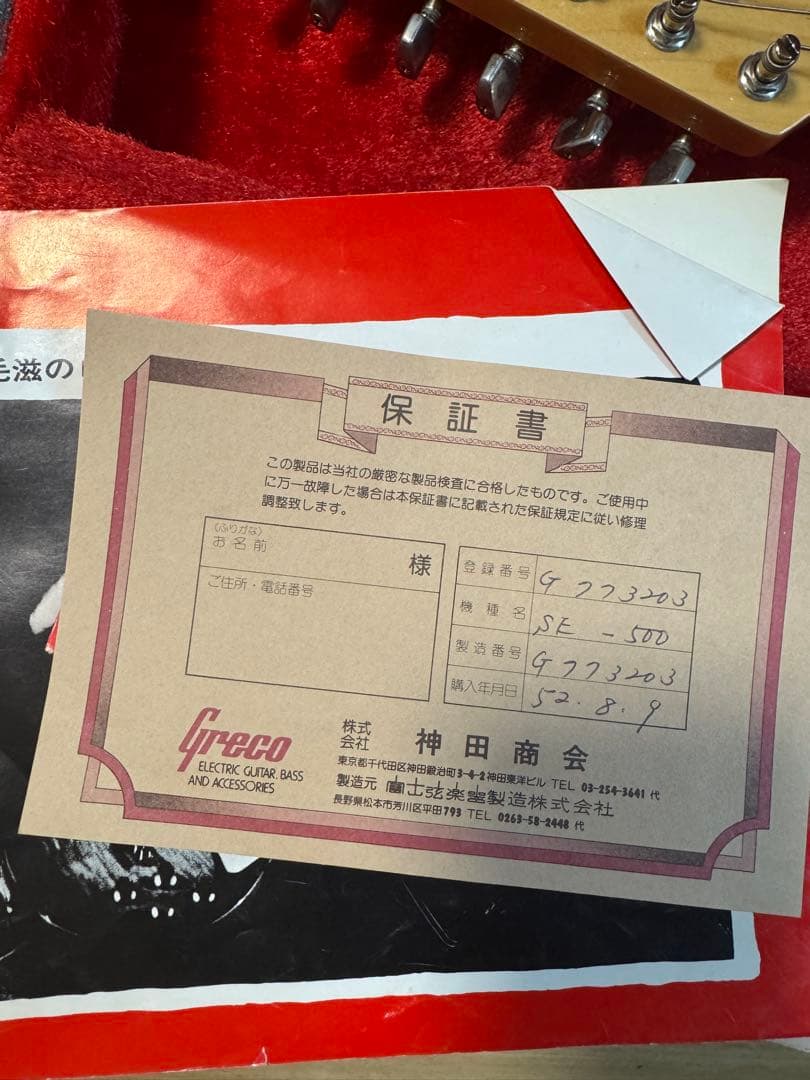 毛滋の
保証書
この製品は当社の厳密な製品検査に合格したものです。ご使用中
に万一故障した場合は本保証書に記載された保証規定に従い修理
調整致します。
(ふりがな)
お名前
様
ご住所・電話番号
登録番号 G773203
機種名 SE-500
製造番号 G773203
購入年月日 52.8.9
Greco
ELECTRIC GUITAR, BASS
AND ACCESSORIES
株式会社 神田商会
東京都千代田区神田鍛治町3-4-2神田東洋ビル TEL 03-254-3641 代
製造元 富士弦楽器製造株式会社
長野県松本市芳川区平田793 TEL 0263-58-2448 代